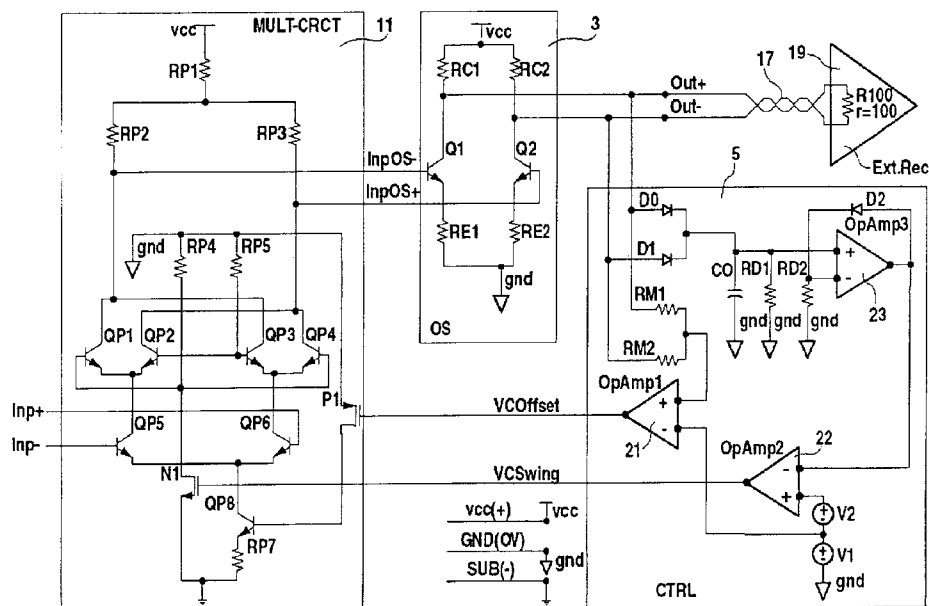 MULT-CRCT
11
vcc
RP1
RP2
RP3
InpOS-
InpOS+
gnd
RP4
RP5
QP1
QP2
QP3
QP4
Inp+
Inp-
QP5
QP6
P1
N1
QP8
RP7
3
vcc
RC1
RC2
Q1
Q2
RE1
RE2
gnd
OS
Out+
Out-
17
19
R100
r=100
Ext.Rec
5
D0
D1
D2
OpAmp3
+
-
23
CO
RD1
RD2
gnd
gnd
gnd
RM1
RM2
OpAmp1
+
-
21
VCOffset
OpAmp2
22
-
+
VCSwing
V2
V1
gnd
CTRL
vcc(+)
vcc
GND(OV)
gnd
SUB(-)